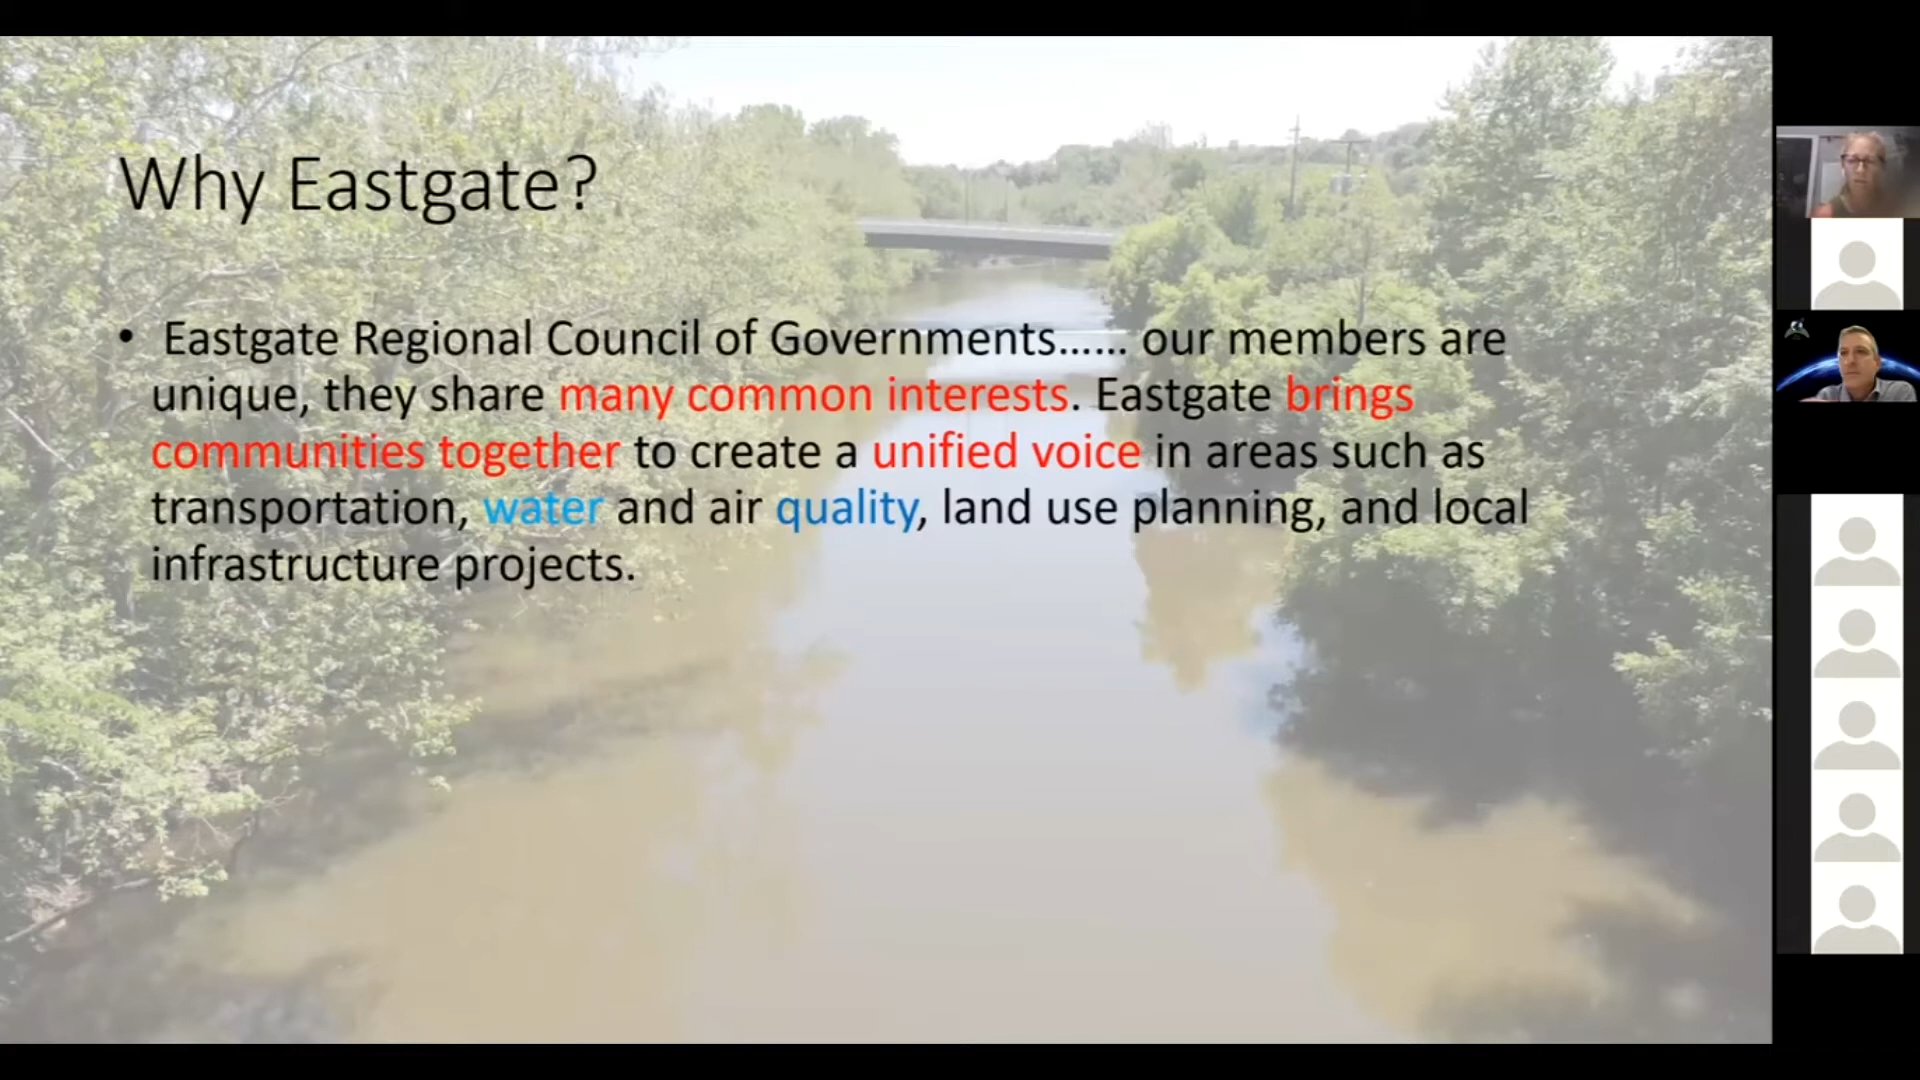 Why Eastgate?
• Eastgate Regional Council of Governments…... our members are
unique, they share many common interests. Eastgate brings
communities together to create a unified voice in areas such as
transportation, water and air quality, land use planning, and local
infrastructure projects.